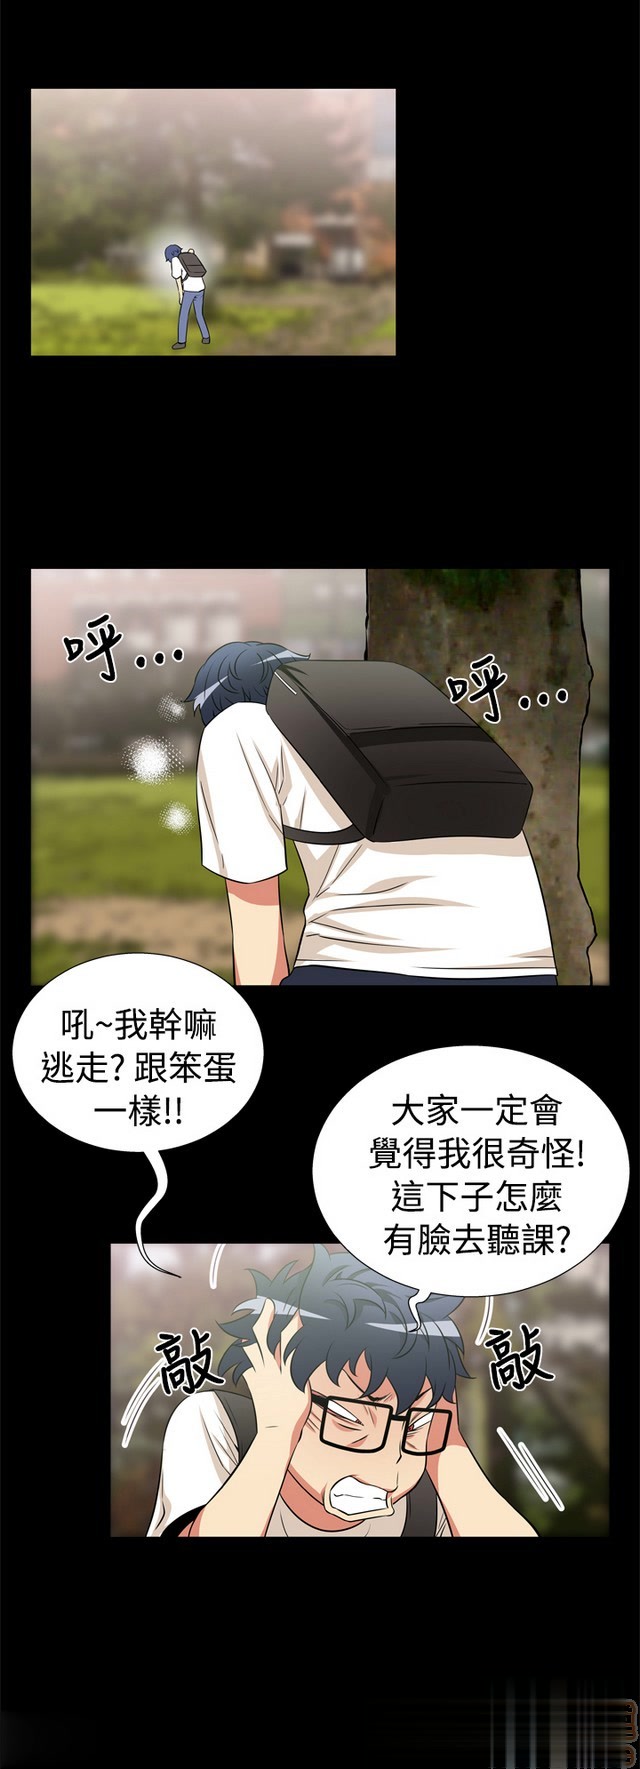 呼...
呼...
吼~我幹嘛
逃走? 跟笨蛋
一樣!!
大家一定會
覺得我很奇怪!
這下子怎麼
有臉去聽課?
敲
敲